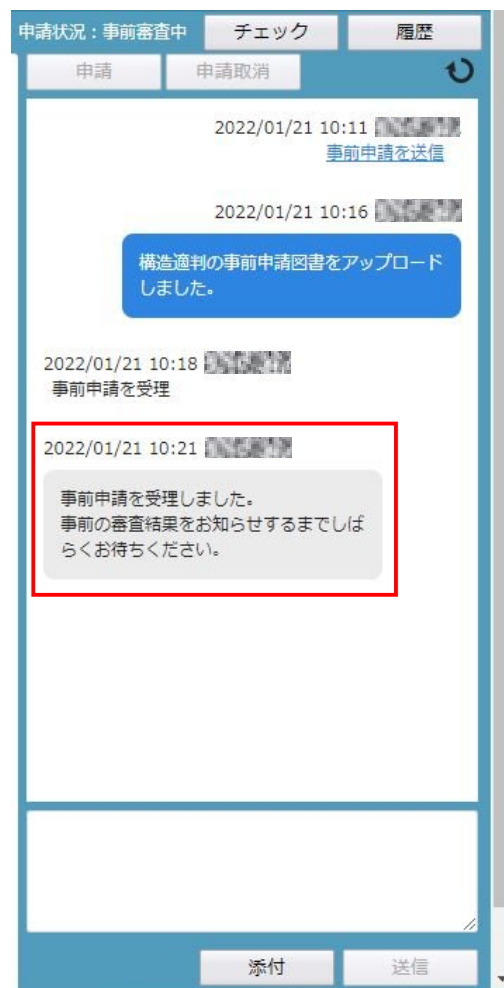 申請状況：事前審査中 チェック 履歴
申請 申請取消
2022/01/21 10:11
事前申請を送信
2022/01/21 10:16
構造適判の事前申請図書をアップロード
しました。
2022/01/21 10:18
事前申請を受理
2022/01/21 10:21
事前申請を受理しました。
事前の審査結果をお知らせするまでしば
らくお待ちください。
添付 送信